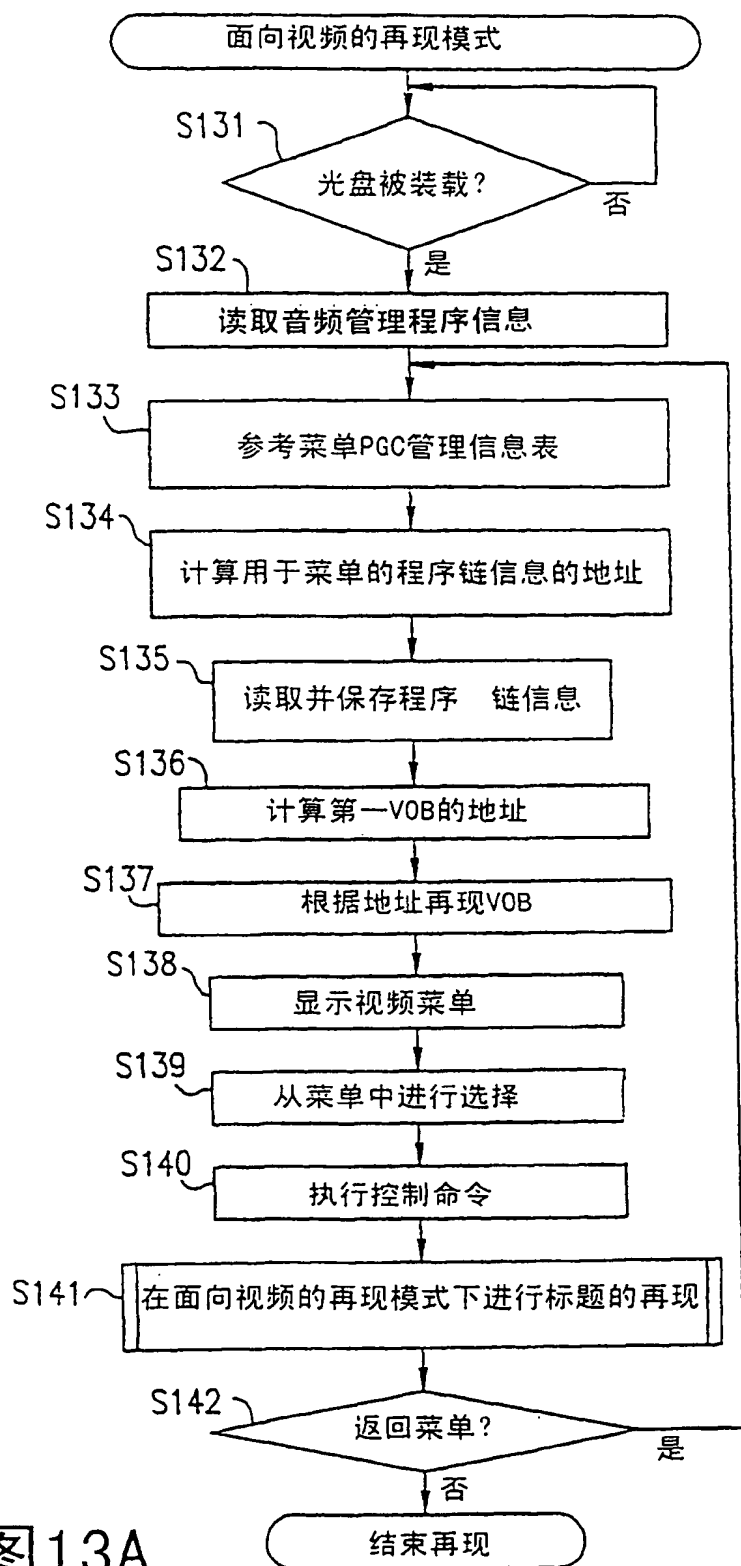 面向视频的再现模式
S131
光盘被装载?
否
是
S132
读取音频管理程序信息
S133
参考菜单PGC管理信息表
S134
计算用于菜单的程序链信息的地址
S135
读取并保存程序 链信息
S136
计算第一VOB的地址
S137
根据地址再现VOB
S138
显示视频菜单
S139
从菜单中进行选择
S140
执行控制命令
S141
在面向视频的再现模式下进行标题的再现
S142
返回菜单?
是
否
结束再现
图13A